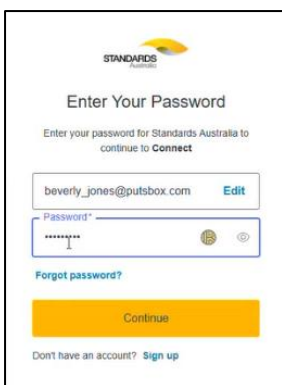 STANDARDS
Australia
Enter Your Password
Enter your password for Standards Australia to
continue to Connect
beverly_jones@putsbox.com Edit
Password*
•••••••••
Forgot password?
Continue
Don't have an account? Sign up